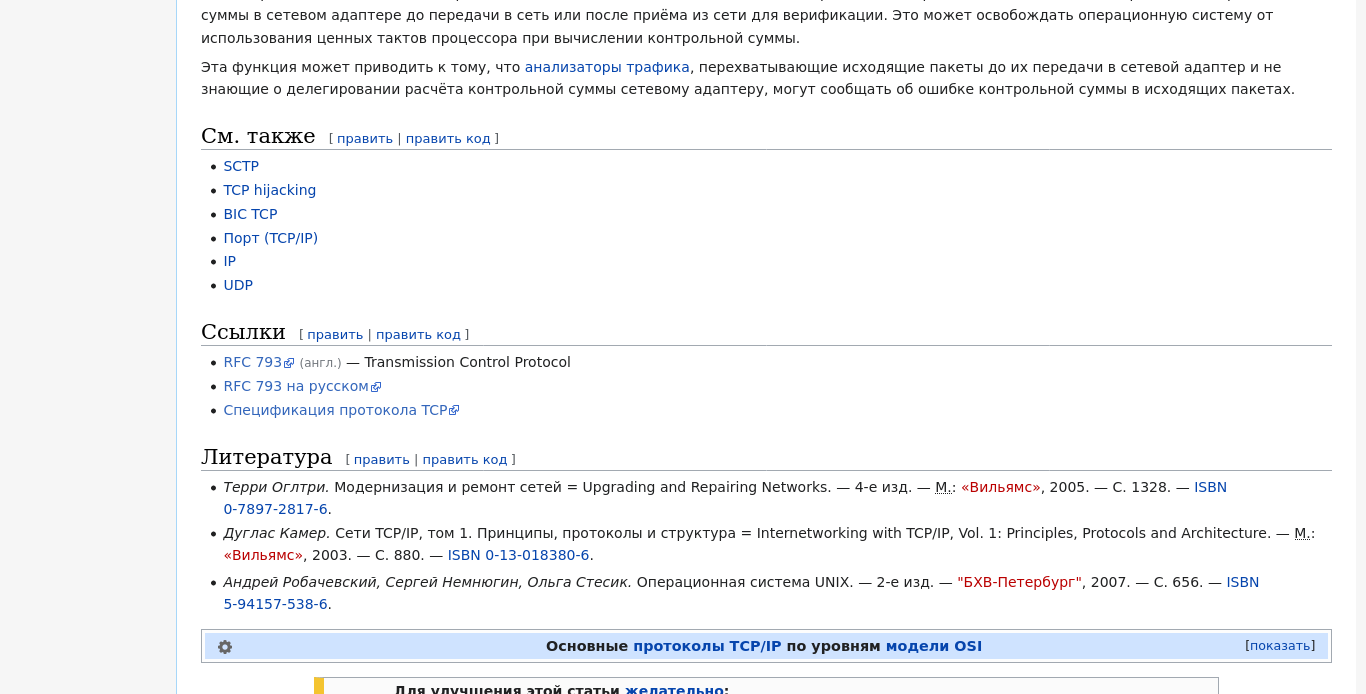 суммы в сетевом адаптере до передачи в сеть или после приёма из сети для верификации. Это может освобождать операционную систему от
использования ценных тактов процессора при вычислении контрольной суммы.
Эта функция может приводить к тому, что анализаторы трафика, перехватывающие исходящие пакеты до их передачи в сетевой адаптер и не
знающие о делегировании расчёта контрольной суммы сетевому адаптеру, могут сообщать об ошибке контрольной суммы в исходящих пакетах.
См. также [ править | править код ]
• SCTP
• TCP hijacking
• BIC TCP
• Порт (TCP/IP)
• IP
• UDP
Ссылки [ править | править код ]
• RFC 793 (англ.) — Transmission Control Protocol
• RFC 793 на русском
• Спецификация протокола TCP
Литература [ править | править код ]
• Терри Оглтри. Модернизация и ремонт сетей = Upgrading and Repairing Networks. — 4-е изд. — М.: «Вильямс», 2005. — С. 1328. — ISBN
0-7897-2817-6.
• Дуглас Камер. Сети TCP/IP, том 1. Принципы, протоколы и структура = Internetworking with TCP/IP, Vol. 1: Principles, Protocols and Architecture. — М.:
«Вильямс», 2003. — С. 880. — ISBN 0-13-018380-6.
• Андрей Робачевский, Сергей Немнюгин, Ольга Стесик. Операционная система UNIX. — 2-е изд. — "БХВ-Петербург", 2007. — С. 656. — ISBN
5-94157-538-6.
Основные протоколы TCP/IP по уровням модели OSI [показать]
Для улучшения этой статьи желательно: